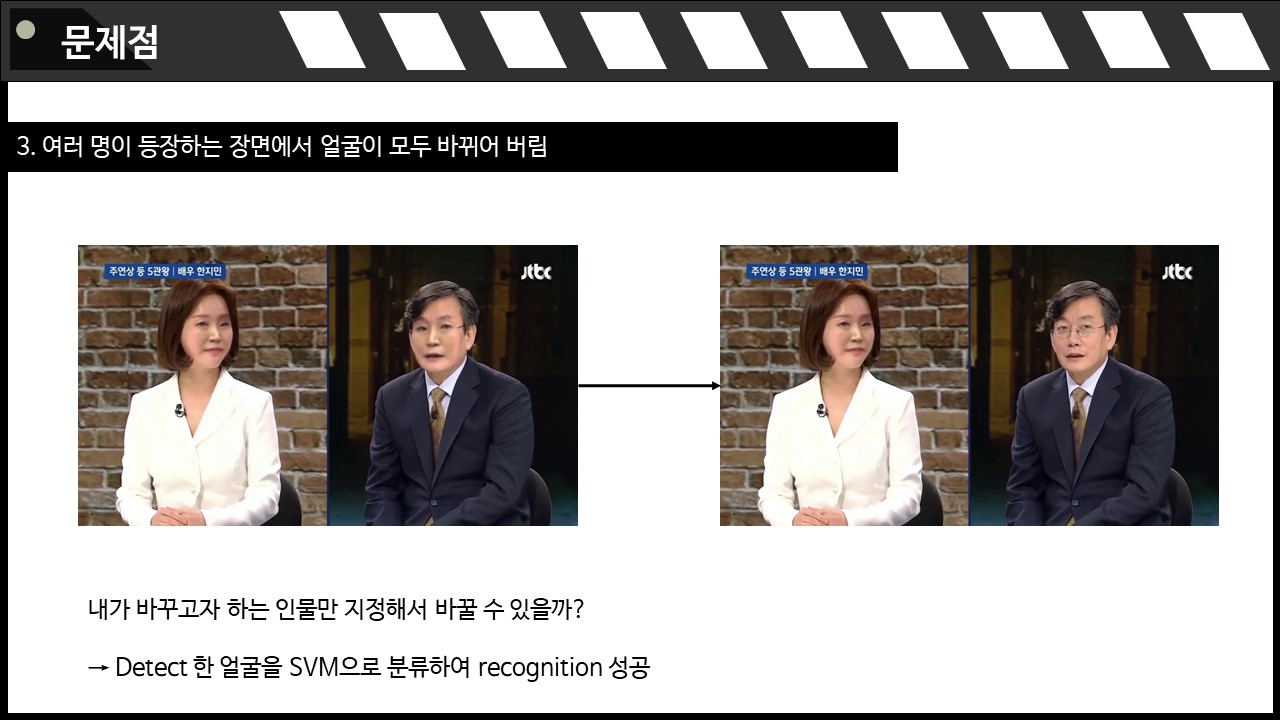 문제점
3. 여러 명이 등장하는 장면에서 얼굴이 모두 바뀌어 버림
주연상 등 5관왕 | 배우 한지민
jtbc
주연상 등 5관왕 | 배우 한지민
jtbc
내가 바꾸고자 하는 인물만 지정해서 바꿀 수 있을까?
→ Detect 한 얼굴을 SVM으로 분류하여 recognition 성공